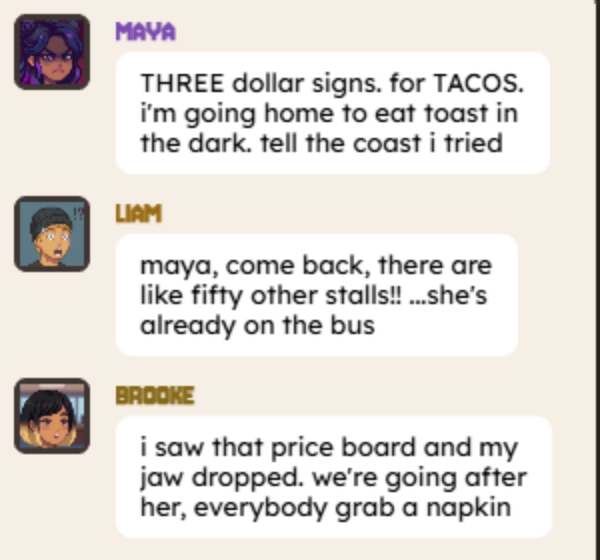 MAYA
THREE dollar signs. for TACOS.
i'm going home to eat toast in
the dark. tell the coast i tried
LIAM
!?
maya, come back, there are
like fifty other stalls!! ...she's
already on the bus
BROOKE
i saw that price board and my
jaw dropped. we're going after
her, everybody grab a napkin